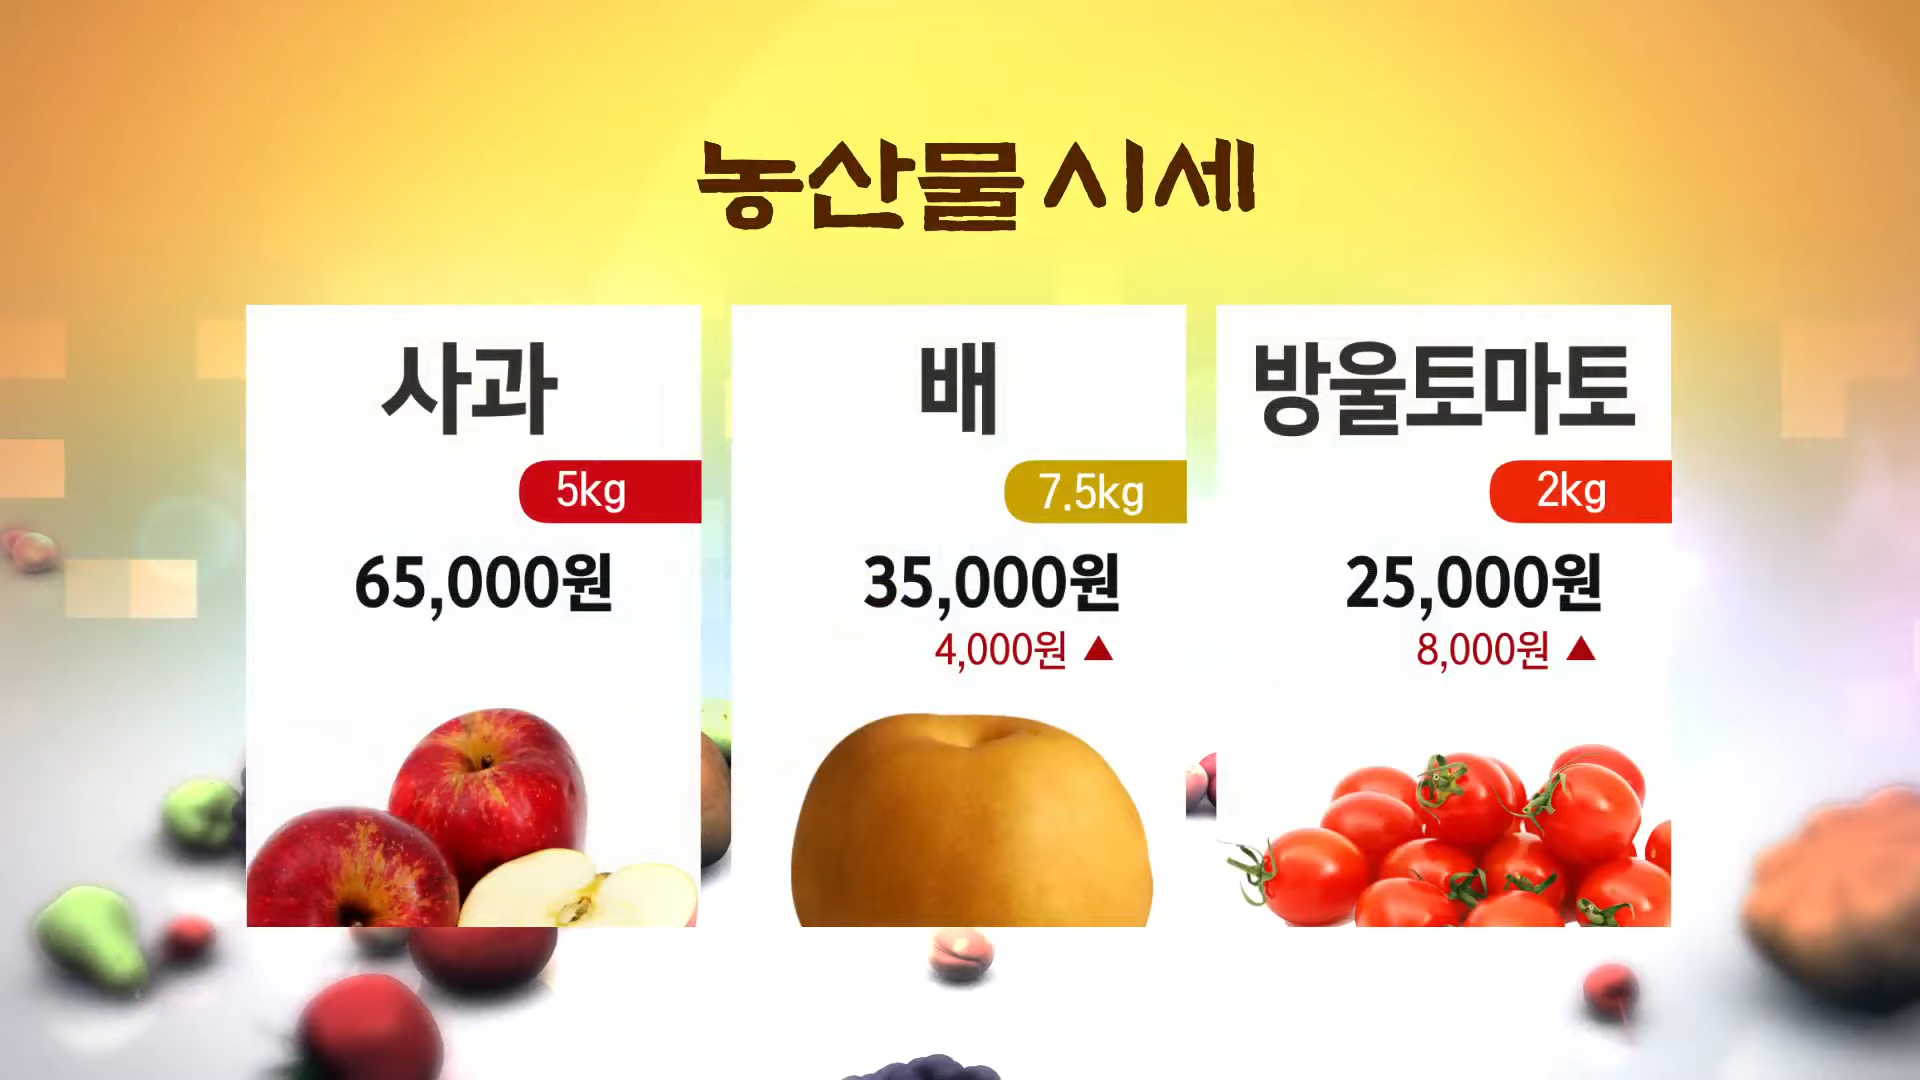 농산물 시세
사과
5kg
65,000원
배
7.5kg
35,000원
4,000원 ▲
방울토마토
2kg
25,000원
8,000원 ▲